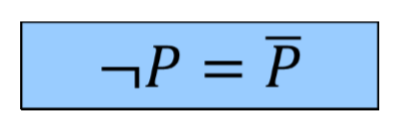 ¬P = P̅